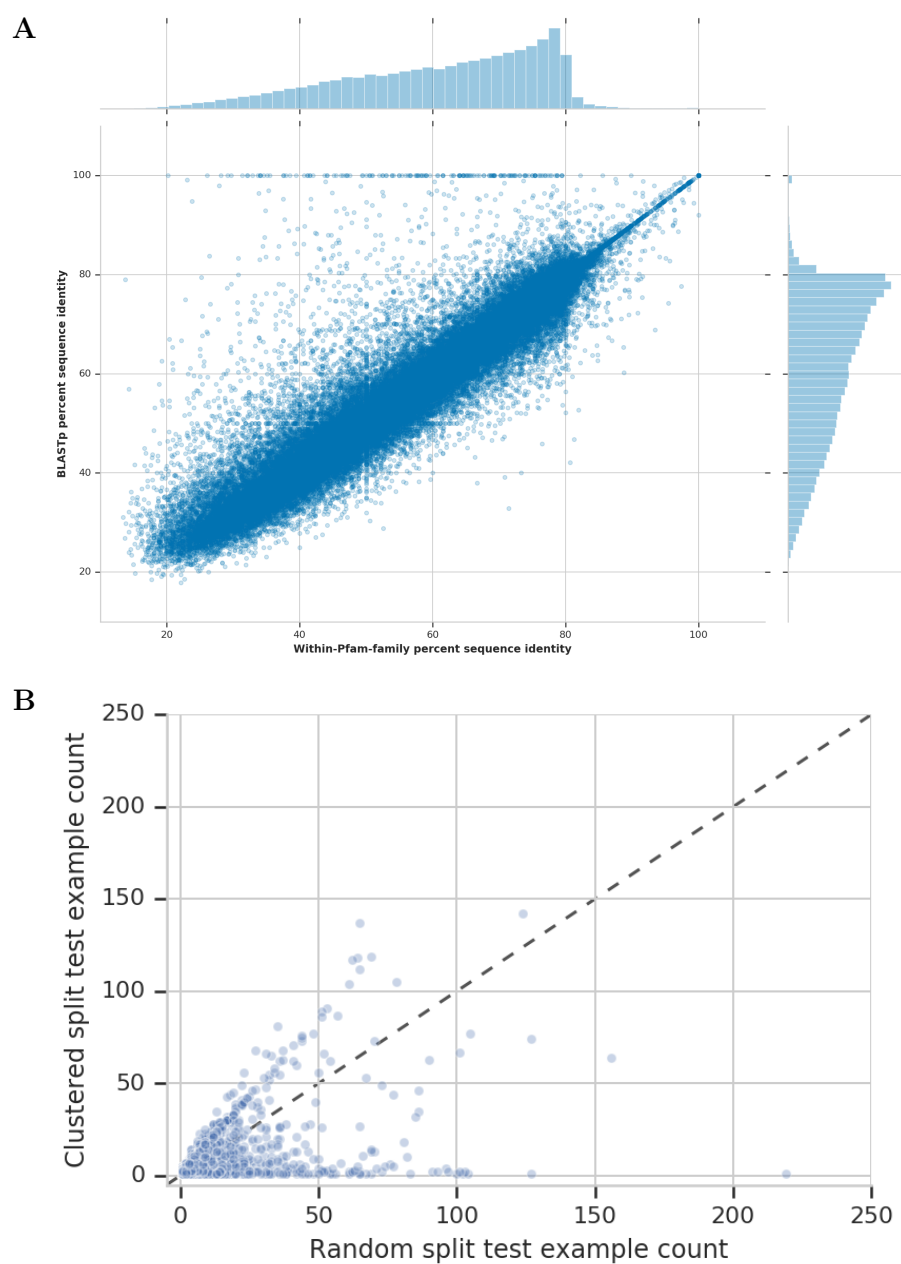 A
100
80
60
40
20
BLASTp percent sequence identity
20 40 60 80 100
Within-Pfam-family percent sequence identity
B
250
200
150
100
50
0
Clustered split test example count
0 50 100 150 200 250
Random split test example count